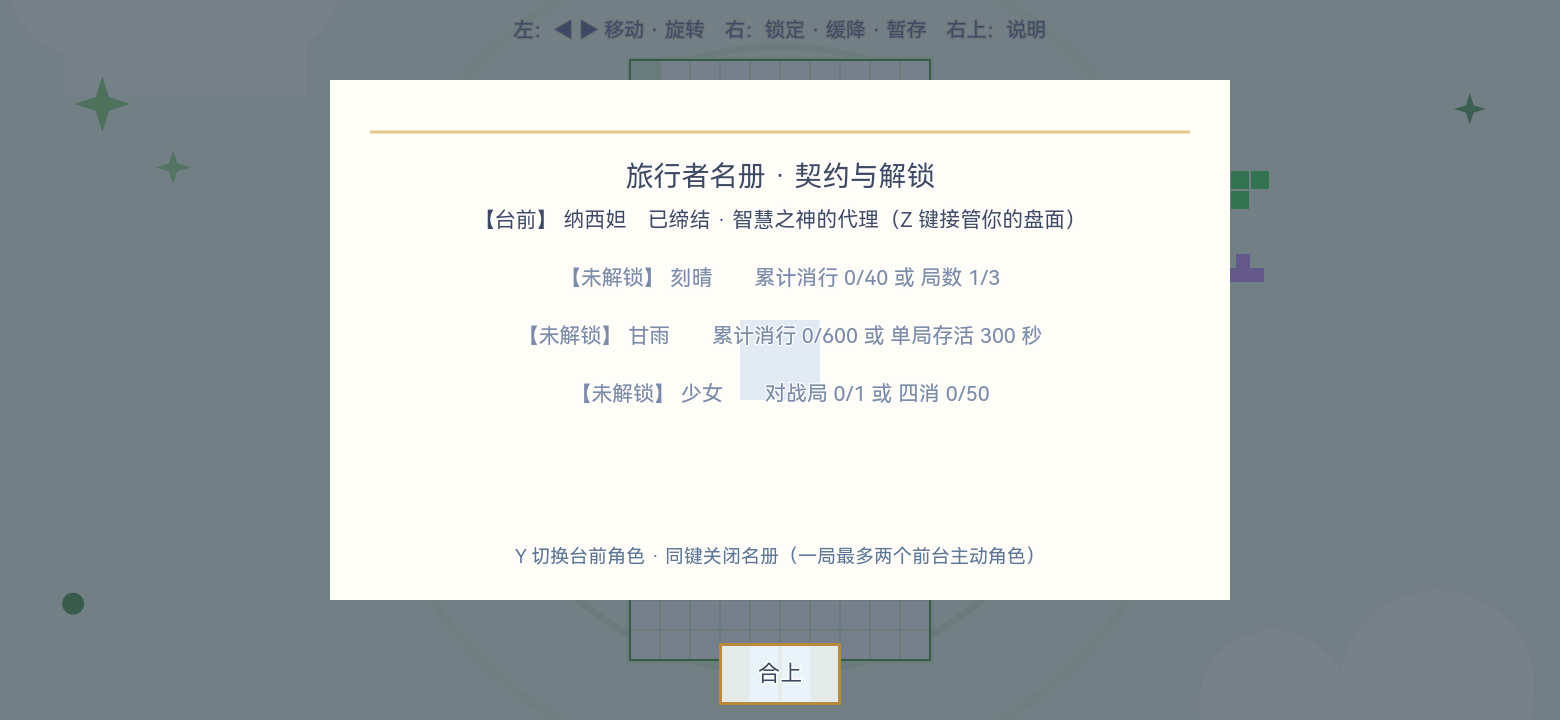 左：◀ ▶ 移动 · 旋转　右：锁定 · 缓降 · 暂存　右上：说明
旅行者名册 · 契约与解锁
【台前】 纳西妲　已缔结 · 智慧之神的代理（Z 键接管你的盘面）
【未解锁】 刻晴　　累计消行 0/40 或 局数 1/3
【未解锁】 甘雨　　累计消行 0/600 或 单局存活 300 秒
【未解锁】 少女　　对战局 0/1 或 四消 0/50
Y 切换台前角色 · 同键关闭名册（一局最多两个前台主动角色）
合上